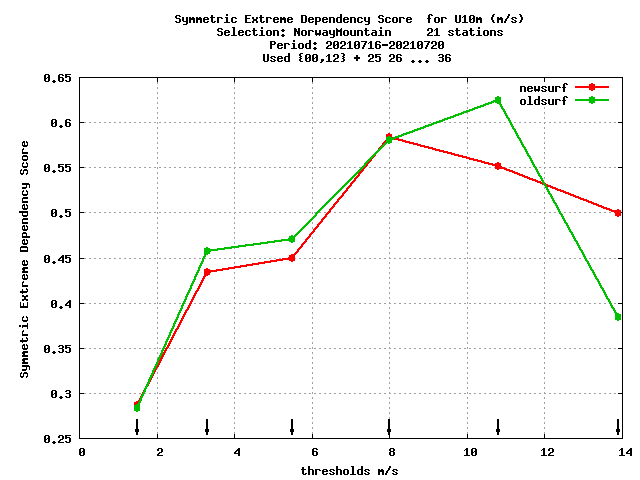 Symmetric Extreme Dependency Score  for U10m (m/s)
Selection: NorwayMountain     21 stations
Period: 20210716-20210720
Used {00,12} + 25 26 ... 36
newsurf
oldsurf
Symmetric Extreme Dependency Score
0.65
0.6
0.55
0.5
0.45
0.4
0.35
0.3
0.25
0 2 4 6 8 10 12 14
thresholds m/s